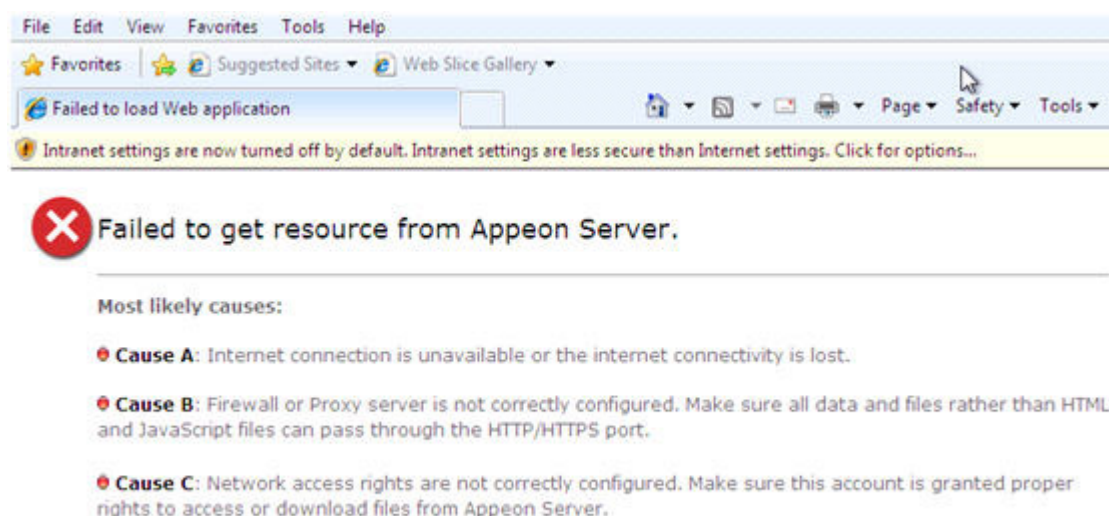 File Edit View Favorites Tools Help
Favorites Suggested Sites Web Slice Gallery
Failed to load Web application Page Safety Tools
Intranet settings are now turned off by default. Intranet settings are less secure than Internet settings. Click for options...
Failed to get resource from Appeon Server.
Most likely causes:
Cause A: Internet connection is unavailable or the internet connectivity is lost.
Cause B: Firewall or Proxy server is not correctly configured. Make sure all data and files rather than HTML
and JavaScript files can pass through the HTTP/HTTPS port.
Cause C: Network access rights are not correctly configured. Make sure this account is granted proper
rights to access or download files from Appeon Server.